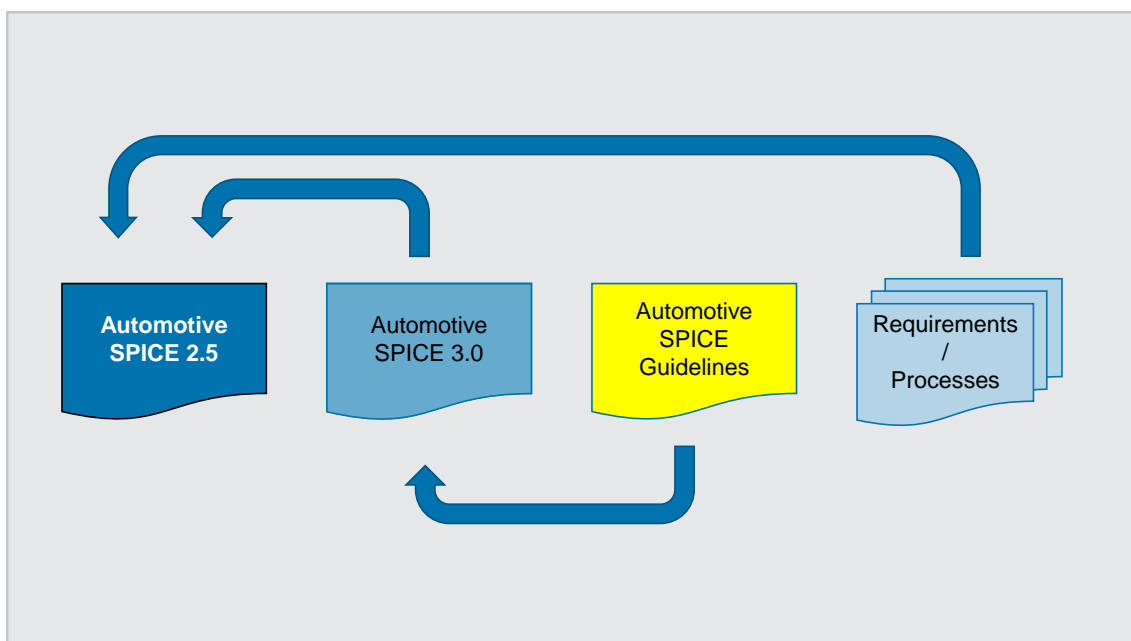 Automotive
SPICE 2.5
Automotive
SPICE 3.0
Automotive
SPICE
Guidelines
Requirements
/
Processes